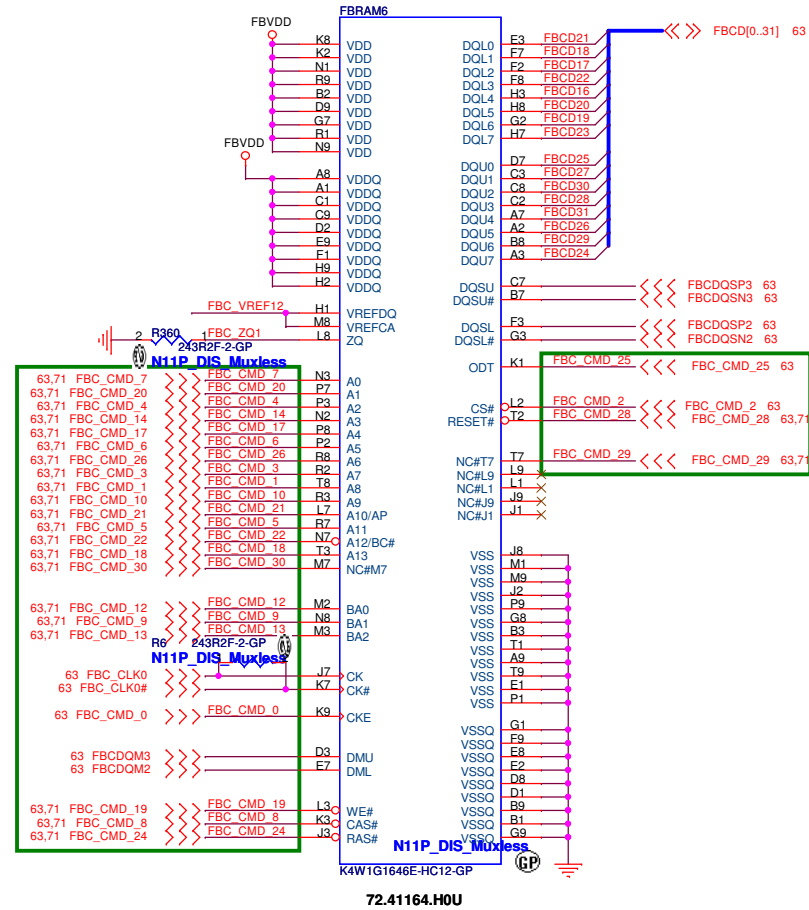 FBRAM6
FBVDD
K8 VDD
K2 VDD
N1 VDD
R9 VDD
B2 VDD
D9 VDD
G7 VDD
R1 VDD
N9 VDD
FBVDD
A8 VDDQ
A1 VDDQ
C1 VDDQ
C9 VDDQ
D2 VDDQ
E9 VDDQ
F1 VDDQ
H9 VDDQ
H2 VDDQ
FBC_VREF12 H1 VREFDQ
M8 VREFCA
2 R360 1 FBC_ZQ1 L8 ZQ
243R2F-2-GP
N11P_DIS_Muxless
63,71 FBC_CMD_7 FBC_CMD_7 N3 A0
63,71 FBC_CMD_20 FBC_CMD_20 P7 A1
63,71 FBC_CMD_4 FBC_CMD_4 P3 A2
63,71 FBC_CMD_14 FBC_CMD_14 N2 A3
63,71 FBC_CMD_17 FBC_CMD_17 P8 A4
63,71 FBC_CMD_6 FBC_CMD_6 P2 A5
63,71 FBC_CMD_26 FBC_CMD_26 R8 A6
63,71 FBC_CMD_3 FBC_CMD_3 R2 A7
63,71 FBC_CMD_1 FBC_CMD_1 T8 A8
63,71 FBC_CMD_10 FBC_CMD_10 R3 A9
63,71 FBC_CMD_21 FBC_CMD_21 L7 A10/AP
63,71 FBC_CMD_5 FBC_CMD_5 R7 A11
63,71 FBC_CMD_22 FBC_CMD_22 N7 A12/BC#
63,71 FBC_CMD_18 FBC_CMD_18 T3 A13
63,71 FBC_CMD_30 FBC_CMD_30 M7 NC#M7
63,71 FBC_CMD_12 FBC_CMD_12 M2 BA0
63,71 FBC_CMD_9 FBC_CMD_9 N8 BA1
63,71 FBC_CMD_13 FBC_CMD_13 M3 BA2
R6 243R2F-2-GP
N11P_DIS_Muxless
63 FBC_CLK0 J7 CK
63 FBC_CLK0# K7 CK#
63 FBC_CMD_0 FBC_CMD_0 K9 CKE
63 FBCDQM3 D3 DMU
63 FBCDQM2 E7 DML
63,71 FBC_CMD_19 FBC_CMD_19 L3 WE#
63,71 FBC_CMD_8 FBC_CMD_8 K3 CAS#
63,71 FBC_CMD_24 FBC_CMD_24 J3 RAS#
DQL0 E3 FBCD21
DQL1 F7 FBCD18
DQL2 F2 FBCD17
DQL3 F8 FBCD22
DQL4 H3 FBCD16
DQL5 H8 FBCD20
DQL6 G2 FBCD19
DQL7 H7 FBCD23
FBCD[0..31] 63
DQU0 D7 FBCD25
DQU1 C3 FBCD27
DQU2 C8 FBCD30
DQU3 C2 FBCD28
DQU4 A7 FBCD31
DQU5 A2 FBCD26
DQU6 B8 FBCD29
DQU7 A3 FBCD24
DQSU C7 FBCDQSP3 63
DQSU# B7 FBCDQSN3 63
DQSL F3 FBCDQSP2 63
DQSL# G3 FBCDQSN2 63
ODT K1 FBC_CMD_25 FBC_CMD_25 63
CS# L2 FBC_CMD_2 FBC_CMD_2 63
RESET# T2 FBC_CMD_28 FBC_CMD_28 63,71
NC#T7 T7 FBC_CMD_29 FBC_CMD_29 63,71
NC#L9 L9
NC#L1 L1
NC#J9 J9
NC#J1 J1
VSS J8
VSS M1
VSS M9
VSS J2
VSS P9
VSS G8
VSS B3
VSS T1
VSS A9
VSS T9
VSS E1
VSS P1
VSSQ G1
VSSQ F9
VSSQ E8
VSSQ E2
VSSQ D8
VSSQ D1
VSSQ B9
VSSQ B1
VSSQ G9
N11P_DIS_Muxless
GP
K4W1G1646E-HC12-GP
72.41164.H0U